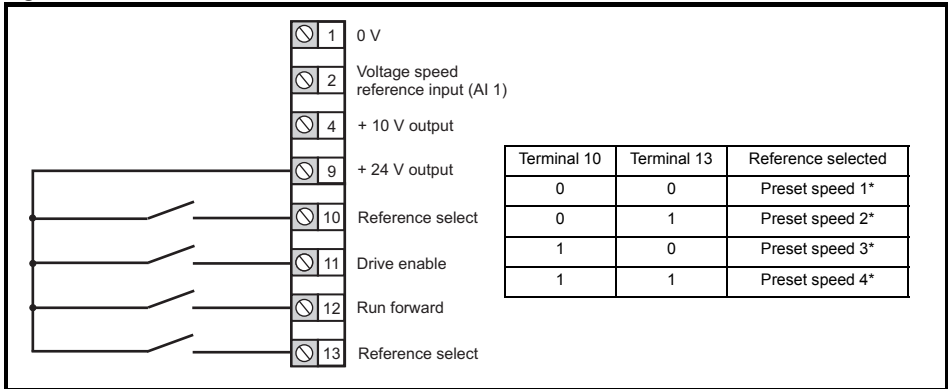 1 0 V
2 Voltage speed
reference input (AI 1)
4 + 10 V output
9 + 24 V output
10 Reference select
11 Drive enable
12 Run forward
13 Reference select
Terminal 10 Terminal 13 Reference selected
0 0 Preset speed 1*
0 1 Preset speed 2*
1 0 Preset speed 3*
1 1 Preset speed 4*